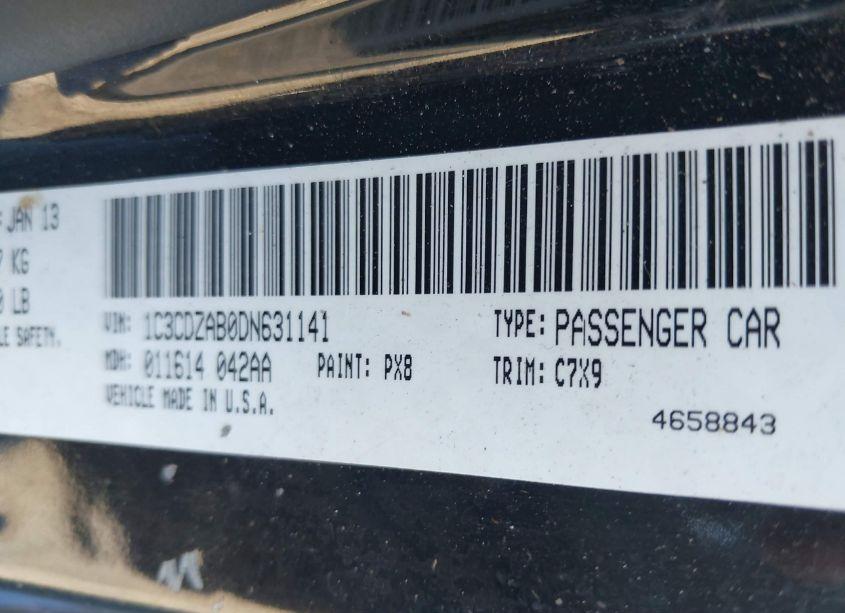 JAN 13
KG
LB
SAFETY.
VIN: 1C3CDZAB0DN631141
TYPE: PASSENGER CAR
MDH: 011614 042AA
PAINT: PX8
TRIM: C7X9
VEHICLE MADE IN U.S.A.
4658843